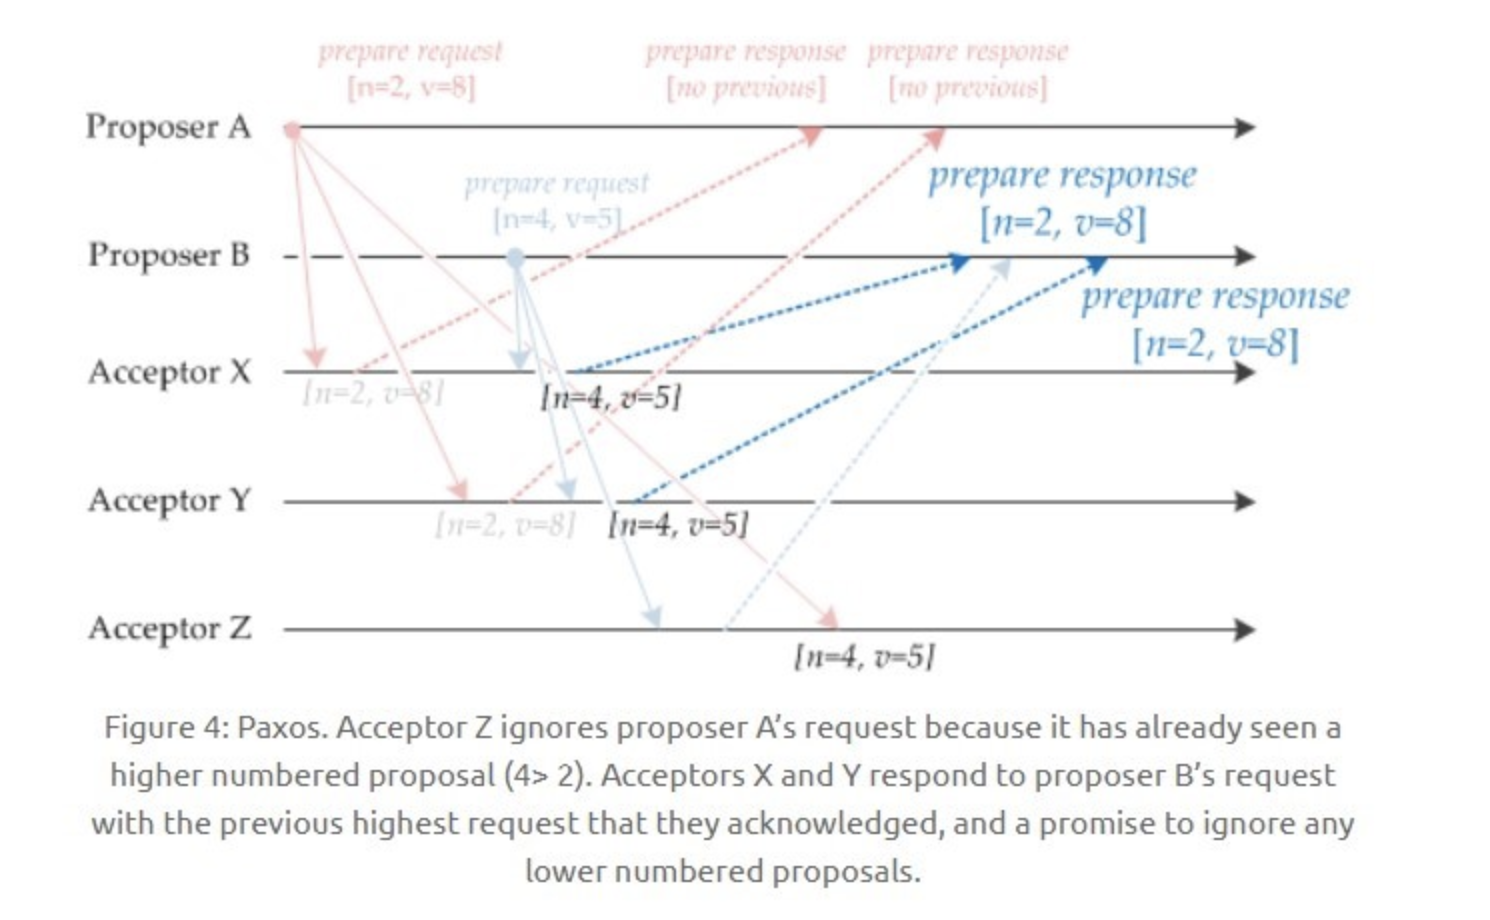 prepare request
[n=2, v=8]
prepare response
[no previous]
prepare response
[no previous]
Proposer A
prepare request
[n=4, v=5]
prepare response
[n=2, v=8]
Proposer B
prepare response
[n=2, v=8]
Acceptor X
[n=2, v=8]
[n=4, v=5]
Acceptor Y
[n=2, v=8]
[n=4, v=5]
Acceptor Z
[n=4, v=5]
Figure 4: Paxos. Acceptor Z ignores proposer A’s request because it has already seen a
higher numbered proposal (4> 2). Acceptors X and Y respond to proposer B’s request
with the previous highest request that they acknowledged, and a promise to ignore any
lower numbered proposals.